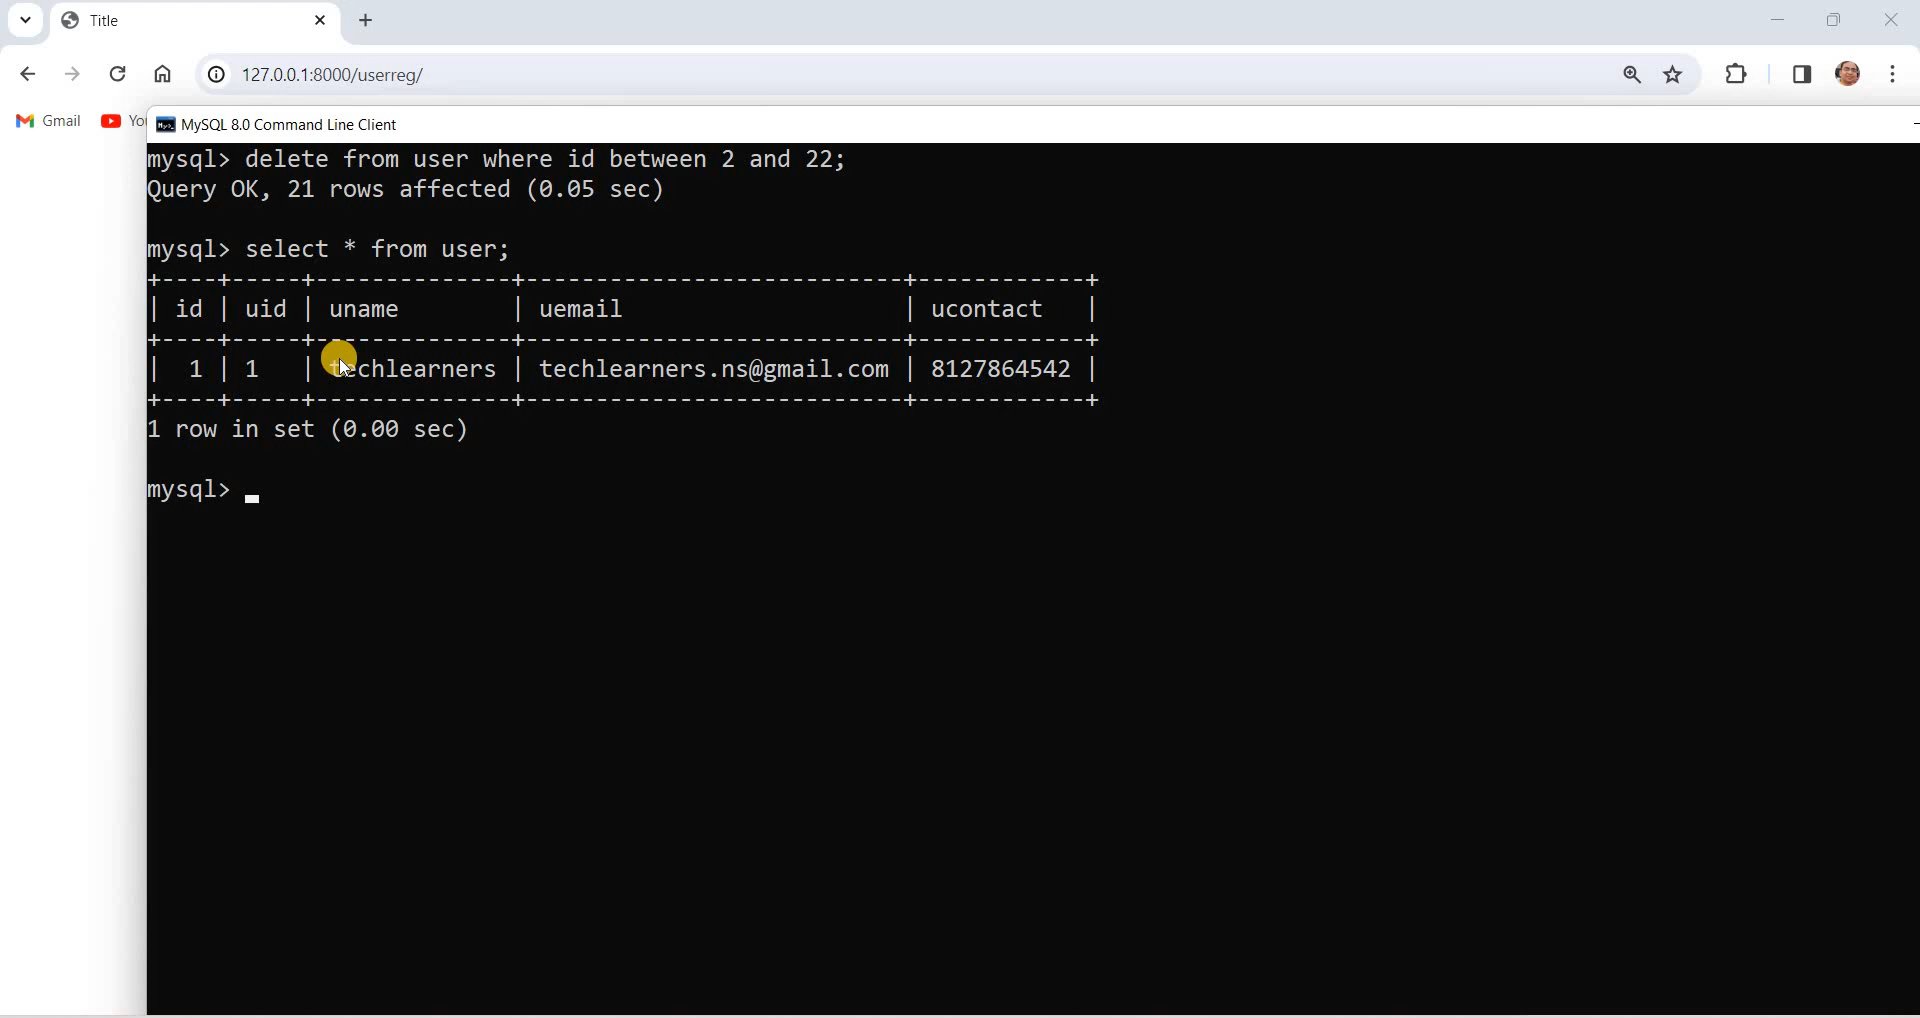 Title
127.0.0.1:8000/userreg/
Gmail
MySQL 8.0 Command Line Client
mysql> delete from user where id between 2 and 22;
Query OK, 21 rows affected (0.05 sec)
mysql> select * from user;
+----+-----+--------------+---------------------------+------------+
| id | uid | uname        | uemail                    | ucontact   |
+----+-----+--------------+---------------------------+------------+
|  1 | 1   | techlearners | techlearners.ns@gmail.com | 8127864542 |
+----+-----+--------------+---------------------------+------------+
1 row in set (0.00 sec)
mysql>